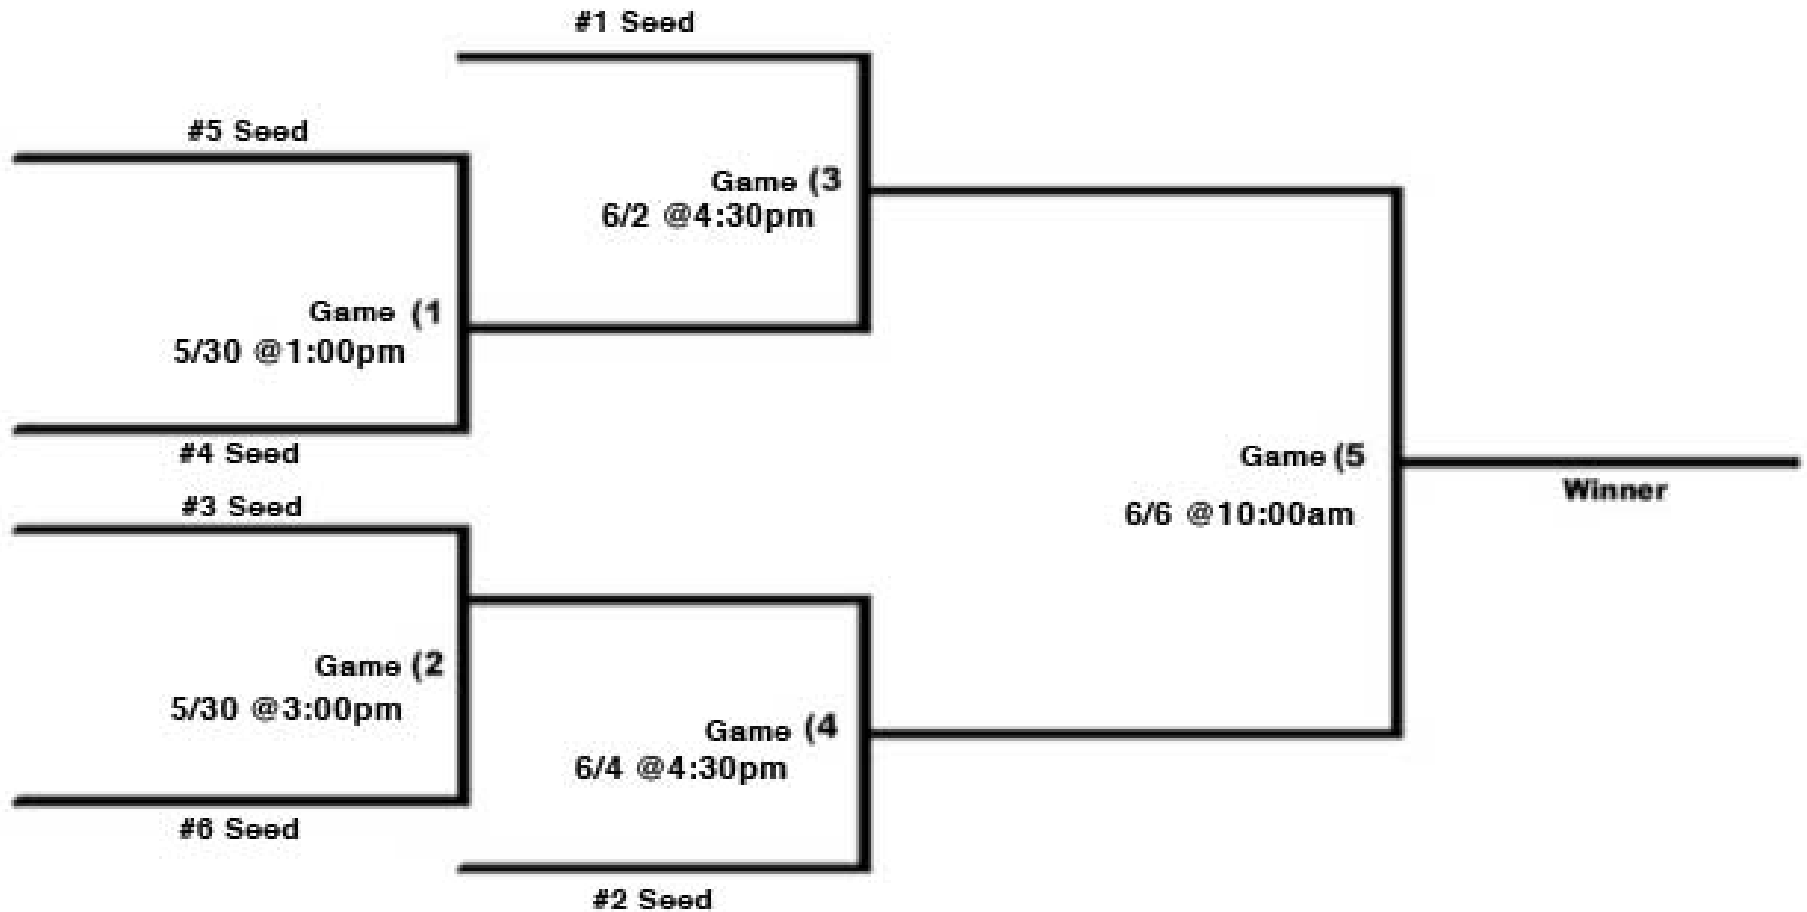 #1 Seed
#5 Seed
Game (3
6/2 @4:30pm
Game (1
5/30 @1:00pm
#4 Seed
#3 Seed
Game (5
6/6 @10:00am
Winner
Game (2
5/30 @3:00pm
Game (4
6/4 @4:30pm
#6 Seed
#2 Seed